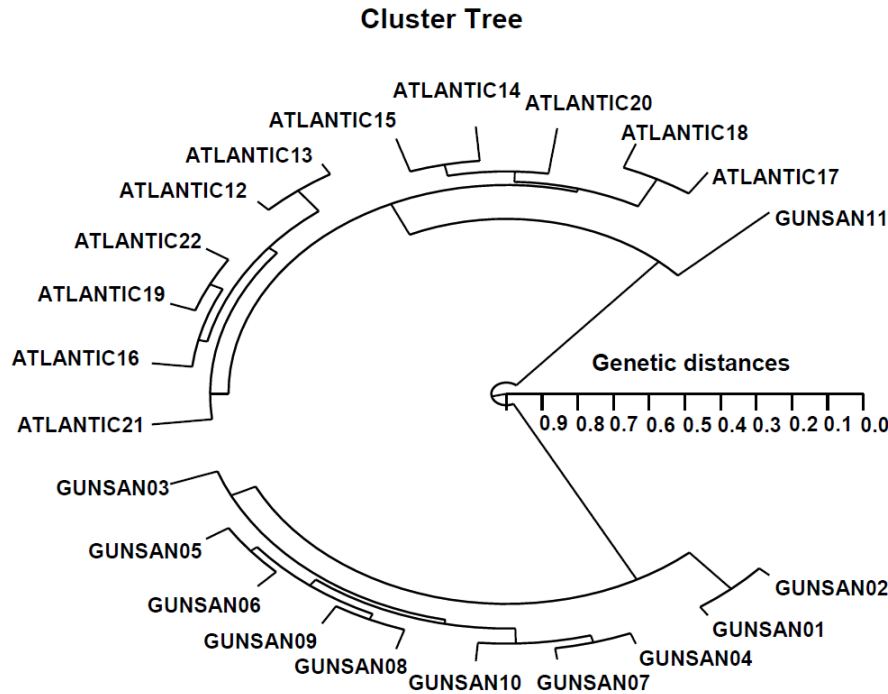 Cluster Tree
ATLANTIC14
ATLANTIC20
ATLANTIC15
ATLANTIC18
ATLANTIC13
ATLANTIC17
ATLANTIC12
GUNSAN11
ATLANTIC22
ATLANTIC19
ATLANTIC16
Genetic distances
0.9 0.8 0.7 0.6 0.5 0.4 0.3 0.2 0.1 0.0
ATLANTIC21
GUNSAN03
GUNSAN05
GUNSAN02
GUNSAN06
GUNSAN01
GUNSAN09
GUNSAN04
GUNSAN08
GUNSAN10
GUNSAN07